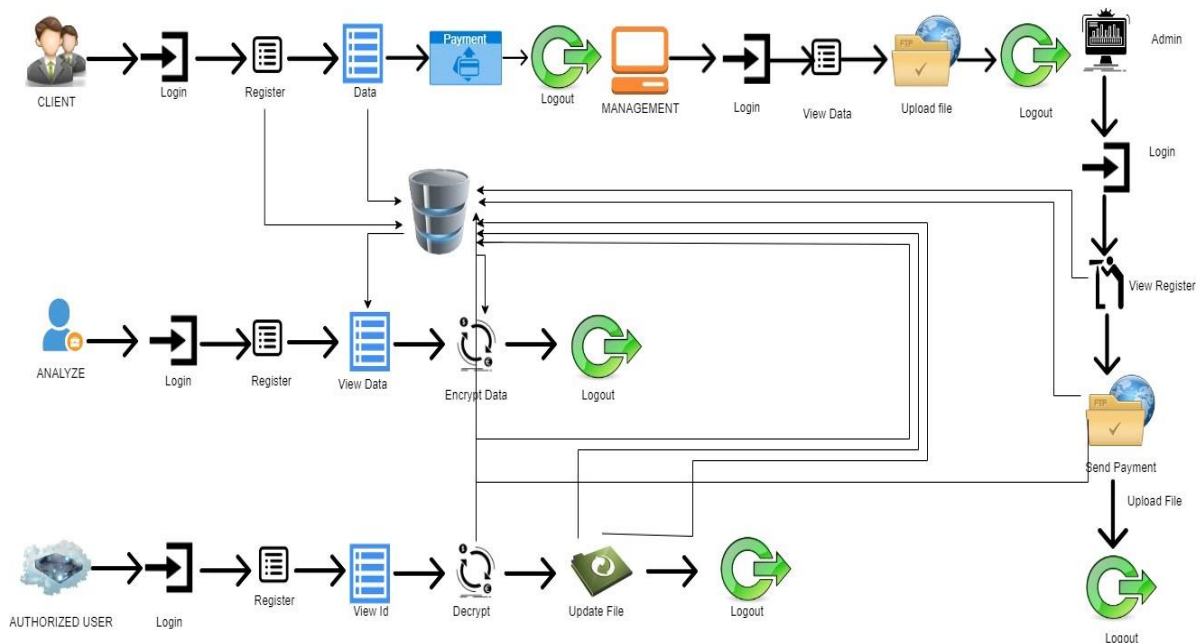 Payment
FTP
Admin
CLIENT
Login
Register
Data
Logout
MANAGEMENT
Login
View Data
Upload file
Logout
Login
View Register
ANALYZE
Login
Register
View Data
Encrypt Data
Logout
FTP
Send Payment
Upload File
AUTHORIZED USER
Login
Register
View Id
Decrypt
Update File
Logout
Logout